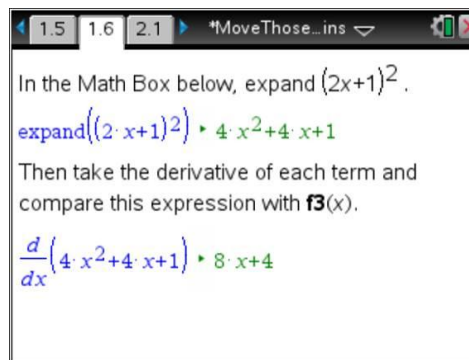 1.5 1.6 2.1 *MoveThose...ins
In the Math Box below, expand (2x+1)².
expand((2·x+1)²) ▸ 4·x²+4·x+1
Then take the derivative of each term and
compare this expression with f3(x).
d/dx(4·x²+4·x+1) ▸ 8·x+4